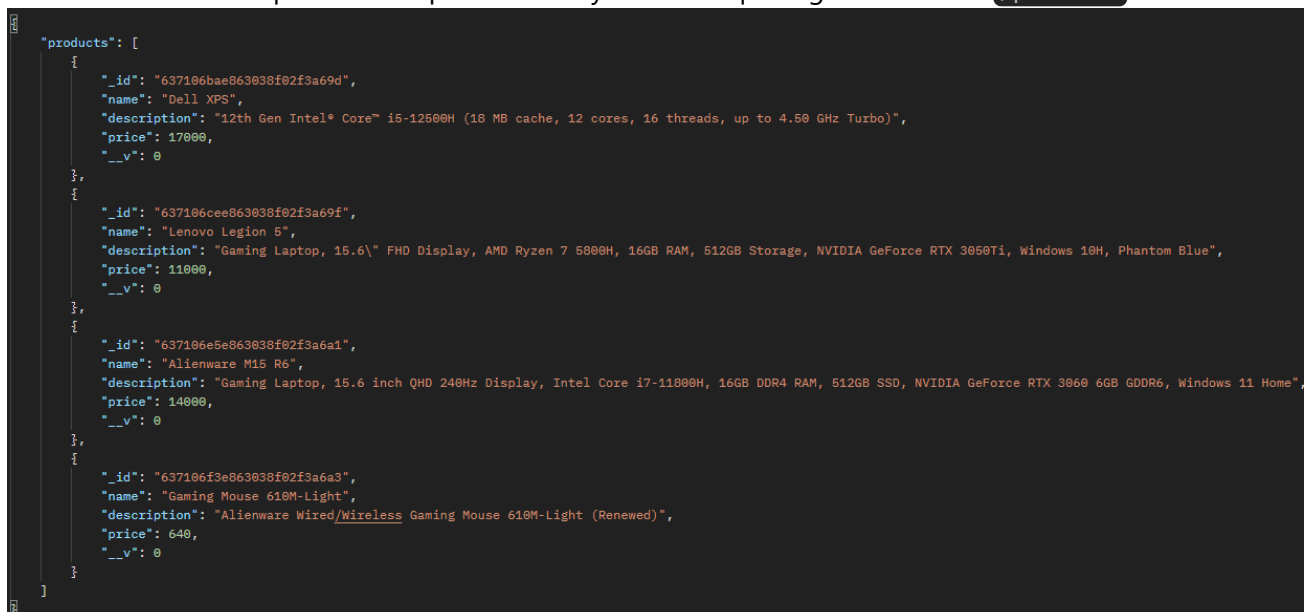 {
"products": [
{
"_id": "637106bae863038f02f3a69d",
"name": "Dell XPS",
"description": "12th Gen Intel® Core™ i5-12500H (18 MB cache, 12 cores, 16 threads, up to 4.50 GHz Turbo)",
"price": 17000,
"__v": 0
},
{
"_id": "637106cee863038f02f3a69f",
"name": "Lenovo Legion 5",
"description": "Gaming Laptop, 15.6\" FHD Display, AMD Ryzen 7 5800H, 16GB RAM, 512GB Storage, NVIDIA GeForce RTX 3050Ti, Windows 10H, Phantom Blue",
"price": 11000,
"__v": 0
},
{
"_id": "637106e5e863038f02f3a6a1",
"name": "Alienware M15 R6",
"description": "Gaming Laptop, 15.6 inch QHD 240Hz Display, Intel Core i7-11800H, 16GB DDR4 RAM, 512GB SSD, NVIDIA GeForce RTX 3060 6GB GDDR6, Windows 11 Home",
"price": 14000,
"__v": 0
},
{
"_id": "637106f3e863038f02f3a6a3",
"name": "Gaming Mouse 610M-Light",
"description": "Alienware Wired/Wireless Gaming Mouse 610M-Light (Renewed)",
"price": 640,
"__v": 0
}
]
}